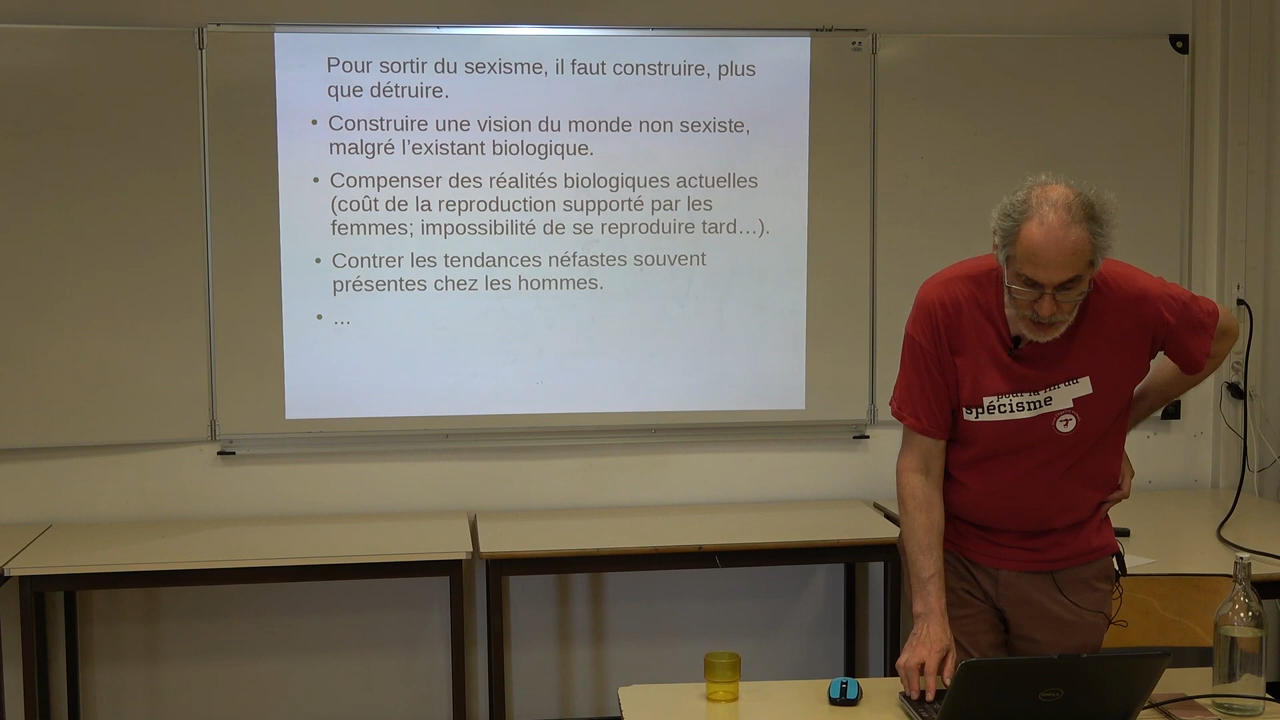 Pour sortir du sexisme, il faut construire, plus
que détruire.
• Construire une vision du monde non sexiste,
malgré l'existant biologique.
• Compenser des réalités biologiques actuelles
(coût de la reproduction supporté par les
femmes; impossibilité de se reproduire tard…).
• Contrer les tendances néfastes souvent
présentes chez les hommes.
• …
pour la fin du
spécisme
DELL